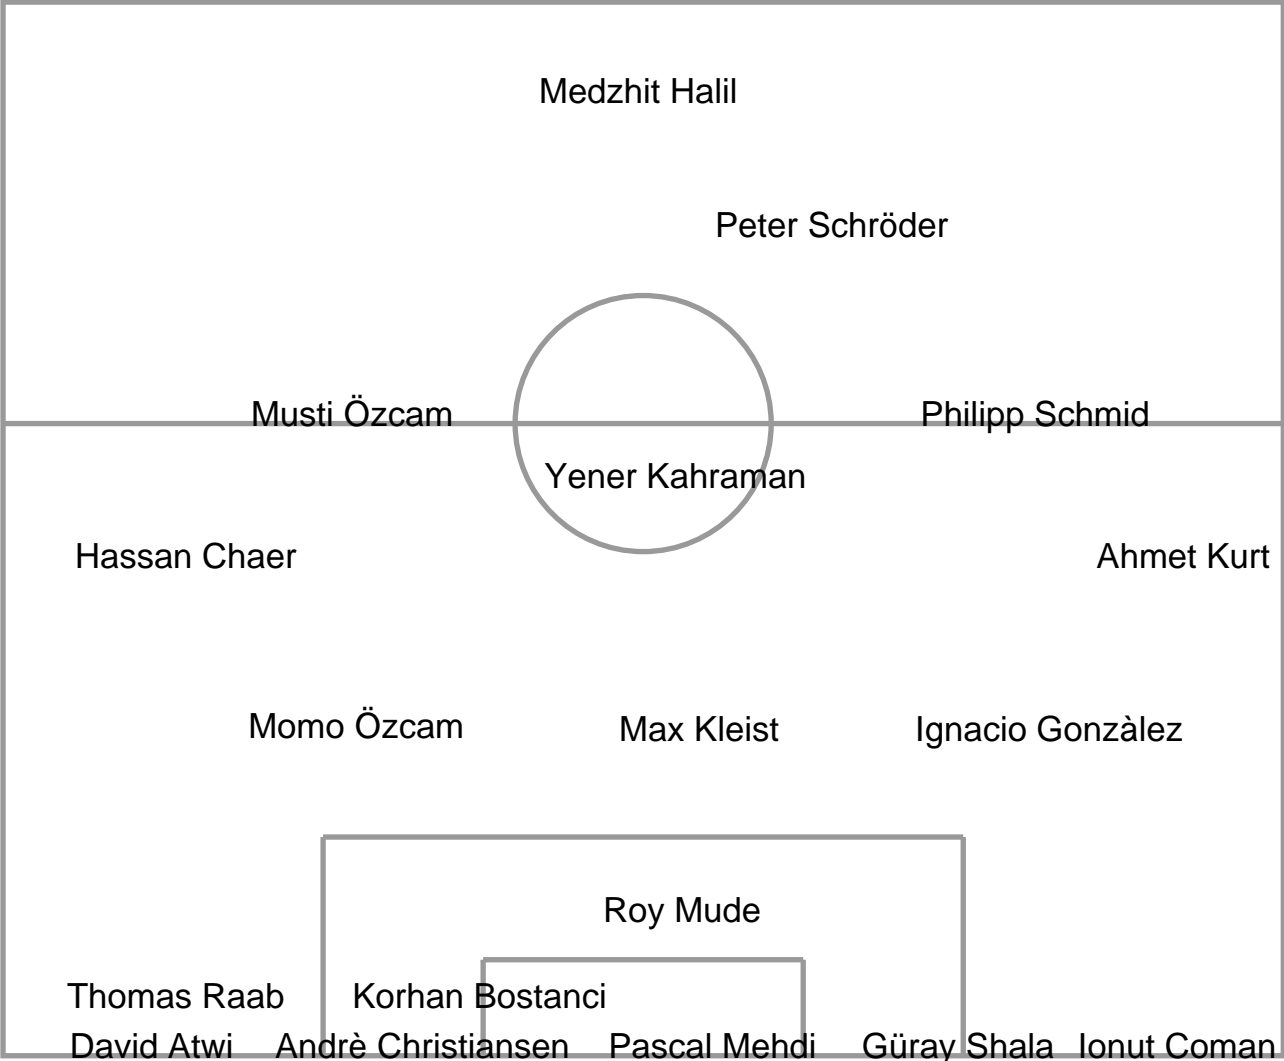 Medzhit Halil
Peter Schröder
Musti Özcam
Philipp Schmid
Yener Kahraman
Hassan Chaer
Ahmet Kurt
Momo Özcam
Max Kleist
Ignacio Gonzàlez
Roy Mude
Thomas Raab
Korhan Bostanci
David Atwi
Andrè Christiansen
Pascal Mehdi
Güray Shala
Ionut Coman